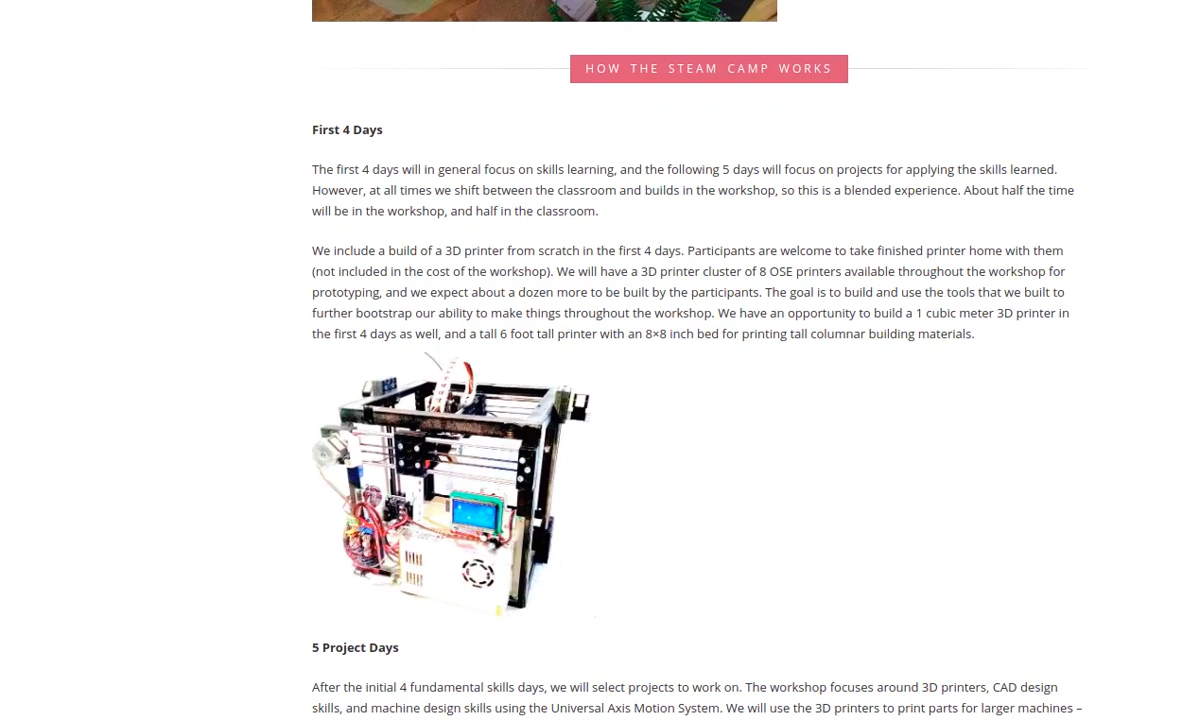 HOW THE STEAM CAMP WORKS
First 4 Days
The first 4 days will in general focus on skills learning, and the following 5 days will focus on projects for applying the skills learned.
However, at all times we shift between the classroom and builds in the workshop, so this is a blended experience. About half the time
will be in the workshop, and half in the classroom.
We include a build of a 3D printer from scratch in the first 4 days. Participants are welcome to take finished printer home with them
(not included in the cost of the workshop). We will have a 3D printer cluster of 8 OSE printers available throughout the workshop for
prototyping, and we expect about a dozen more to be built by the participants. The goal is to build and use the tools that we built to
further bootstrap our ability to make things throughout the workshop. We have an opportunity to build a 1 cubic meter 3D printer in
the first 4 days as well, and a tall 6 foot tall printer with an 8×8 inch bed for printing tall columnar building materials.
5 Project Days
After the initial 4 fundamental skills days, we will select projects to work on. The workshop focuses around 3D printers, CAD design
skills, and machine design skills using the Universal Axis Motion System. We will use the 3D printers to print parts for larger machines –